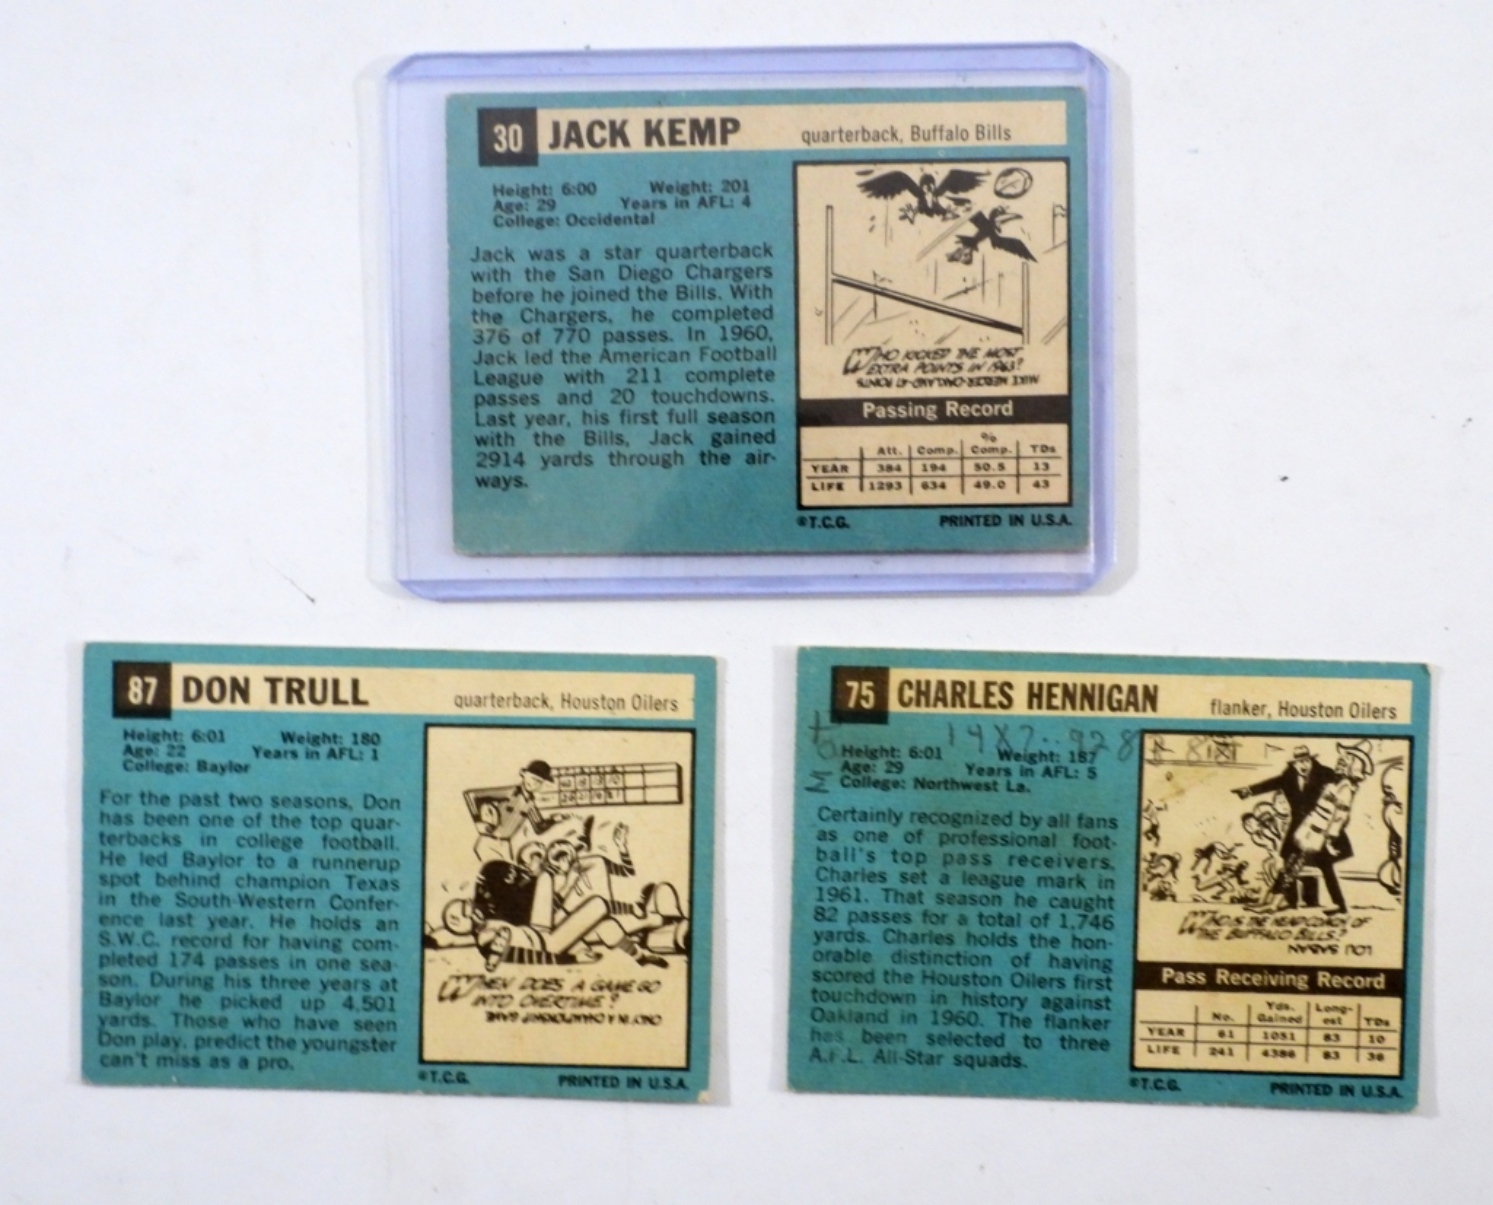 30 JACK KEMP quarterback, Buffalo Bills
Height: 6:00 Weight: 201
Age: 29 Years in AFL: 4
College: Occidental
Jack was a star quarterback
with the San Diego Chargers
before he joined the Bills. With
the Chargers, he completed
376 of 770 passes. In 1960,
Jack led the American Football
League with 211 complete
passes and 20 touchdowns.
Last year, his first full season
with the Bills, Jack gained
2914 yards through the air-
ways.
WHO KICKED THE MOST
EXTRA POINTS IN 1963?
MIKE MERCER-OAKLAND-47 POINTS
Passing Record
Att. Comp. % Comp. TDs
YEAR 384 194 50.5 13
LIFE 1293 634 49.0 43
©T.C.G. PRINTED IN U.S.A.
87 DON TRULL quarterback, Houston Oilers
Height: 6:01 Weight: 180
Age: 22 Years in AFL: 1
College: Baylor
For the past two seasons, Don
has been one of the top quar-
terbacks in college football.
He led Baylor to a runnerup
spot behind champion Texas
in the South-Western Confer-
ence last year. He holds an
S.W.C. record for having com-
pleted 174 passes in one sea-
son. During his three years at
Baylor he picked up 4,501
yards. Those who have seen
Don play, predict the youngster
can't miss as a pro.
WHEN DOES A GAME GO
INTO OVERTIME?
ONLY IN A CHAMPIONSHIP GAME
©T.C.G. PRINTED IN U.S.A.
75 CHARLES HENNIGAN flanker, Houston Oilers
Height: 6:01 Weight: 187
Age: 29 Years in AFL: 5
College: Northwest La.
Certainly recognized by all fans
as one of professional foot-
ball's top pass receivers,
Charles set a league mark in
1961. That season he caught
82 passes for a total of 1,746
yards. Charles holds the hon-
orable distinction of having
scored the Houston Oilers first
touchdown in history against
Oakland in 1960. The flanker
has been selected to three
A.F.L. All-Star squads.
WHO IS THE HEAD COACH OF
THE BUFFALO BILLS?
LOU SABAN
Pass Receiving Record
No. Yds. Gained Long-est TDs
YEAR 61 1051 83 10
LIFE 241 4386 83 36
©T.C.G. PRINTED IN U.S.A.